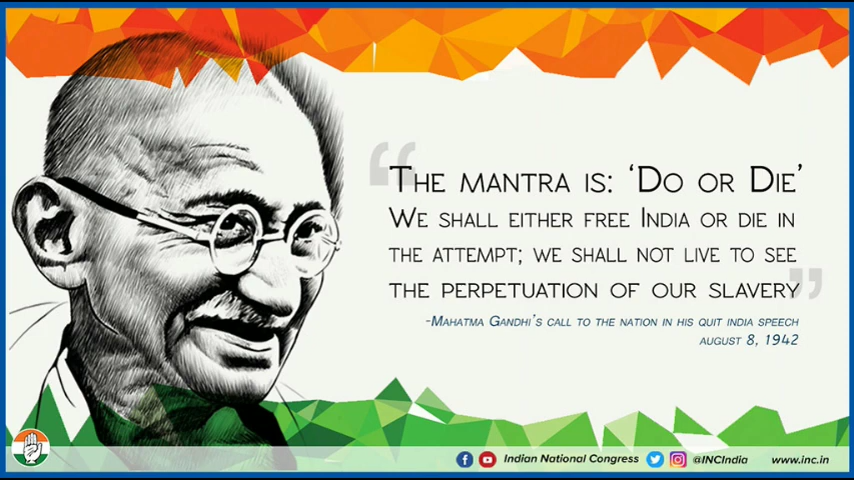 “THE MANTRA IS: ‘DO OR DIE’
WE SHALL EITHER FREE INDIA OR DIE IN
THE ATTEMPT; WE SHALL NOT LIVE TO SEE
THE PERPETUATION OF OUR SLAVERY”
-MAHATMA GANDHI'S CALL TO THE NATION IN HIS QUIT INDIA SPEECH
AUGUST 8, 1942
Indian National Congress @INCIndia www.inc.in